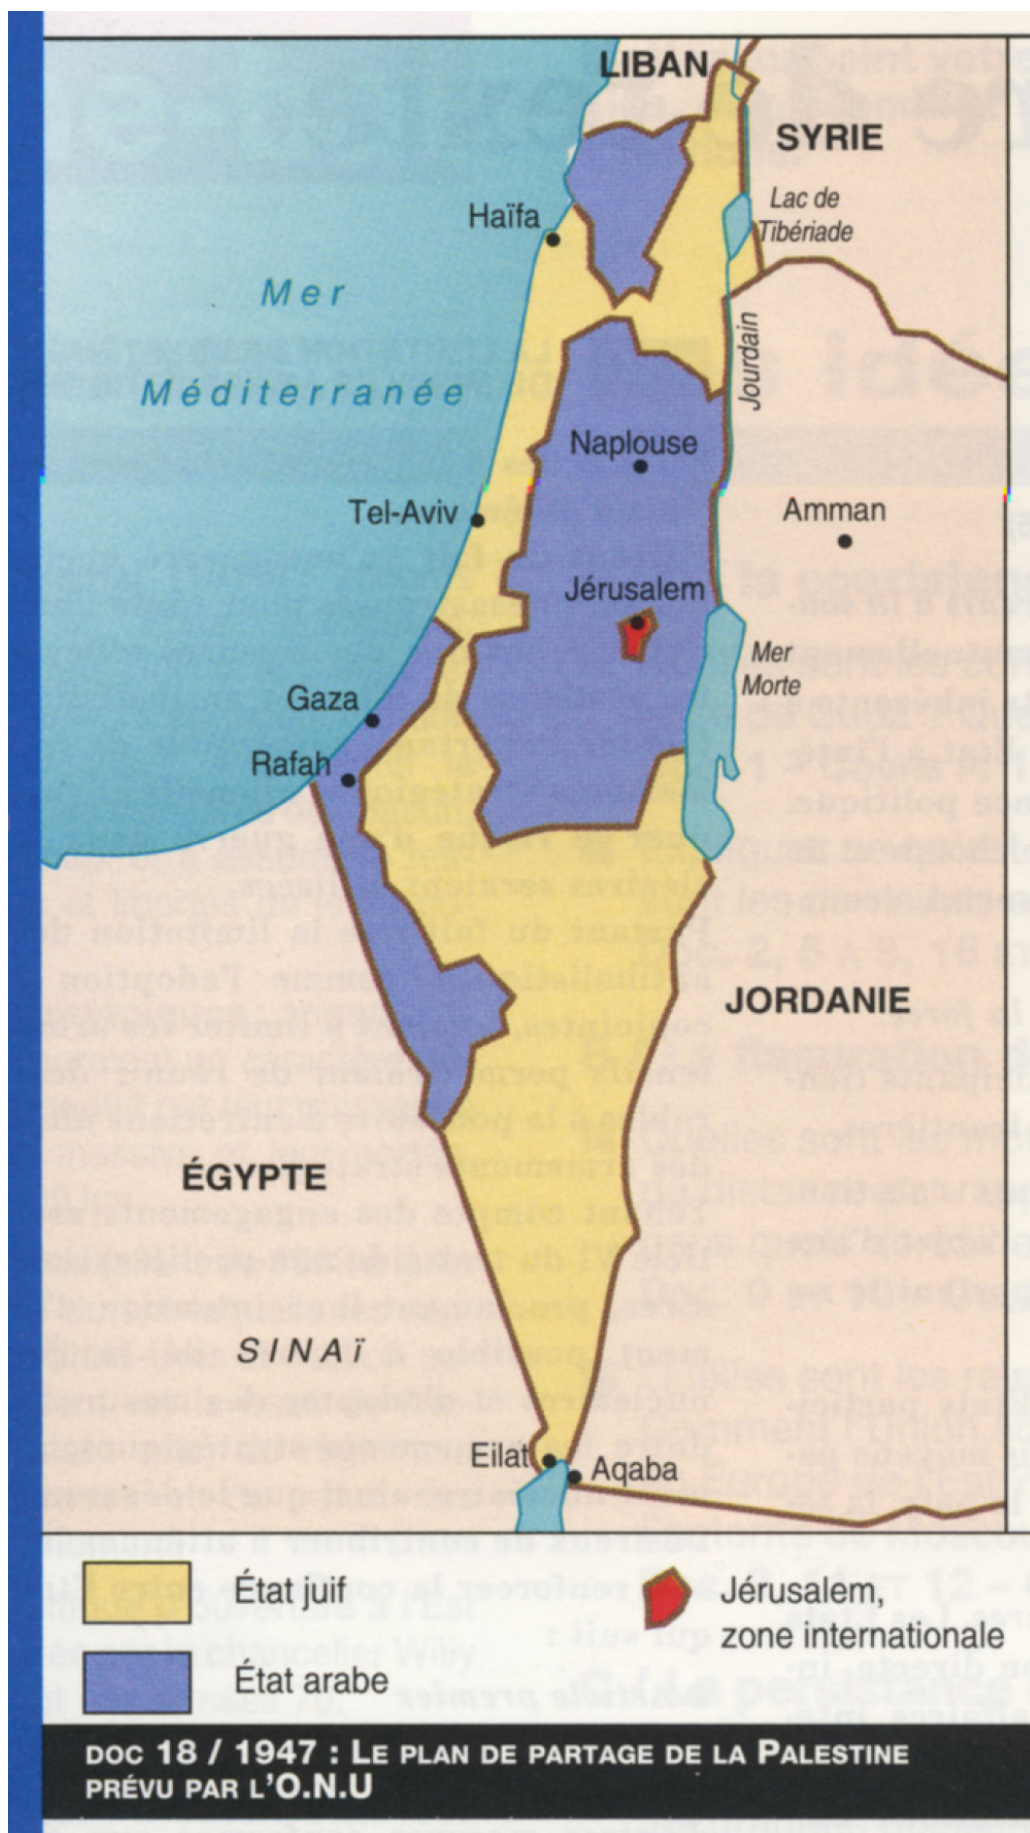 LIBAN
SYRIE
Lac de
Tibériade
Haïfa
Mer
Méditerranée
Jourdain
Naplouse
Tel-Aviv
Amman
Jérusalem
Mer
Morte
Gaza
Rafah
JORDANIE
ÉGYPTE
SINAÏ
Eilat
Aqaba
État juif
Jérusalem,
zone internationale
État arabe
DOC 18 / 1947 : LE PLAN DE PARTAGE DE LA PALESTINE
PRÉVU PAR L'O.N.U